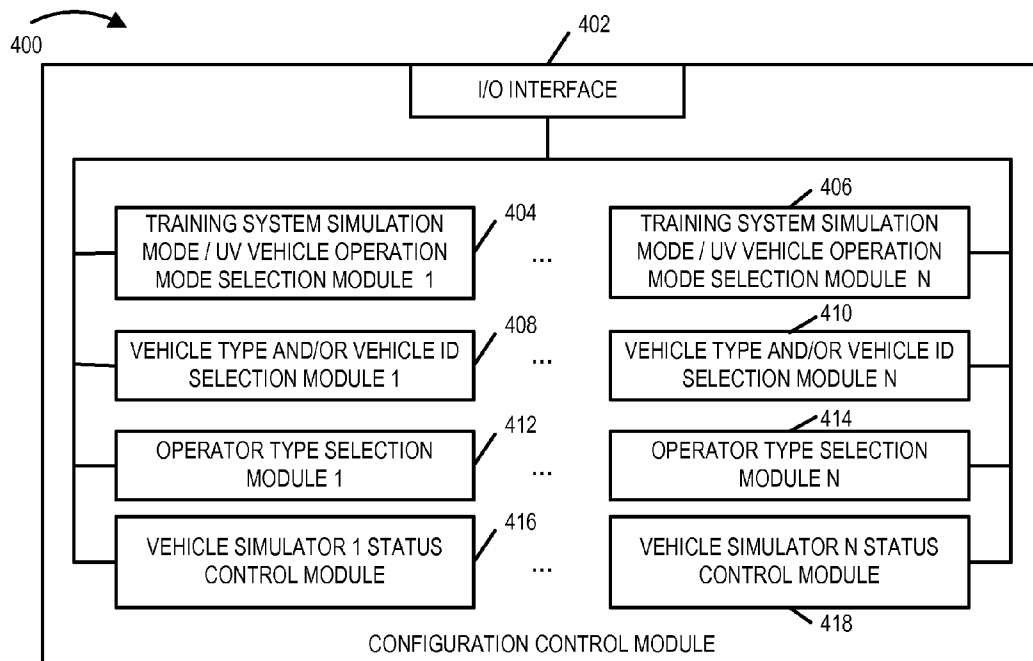 400
402
I/O INTERFACE
TRAINING SYSTEM SIMULATION
MODE / UV VEHICLE OPERATION
MODE SELECTION MODULE 1
404
...
406
TRAINING SYSTEM SIMULATION
MODE / UV VEHICLE OPERATION
MODE SELECTION MODULE N
VEHICLE TYPE AND/OR VEHICLE ID
SELECTION MODULE 1
408
...
410
VEHICLE TYPE AND/OR VEHICLE ID
SELECTION MODULE N
OPERATOR TYPE SELECTION
MODULE 1
412
...
414
OPERATOR TYPE SELECTION
MODULE N
VEHICLE SIMULATOR 1 STATUS
CONTROL MODULE
416
...
VEHICLE SIMULATOR N STATUS
CONTROL MODULE
418
CONFIGURATION CONTROL MODULE